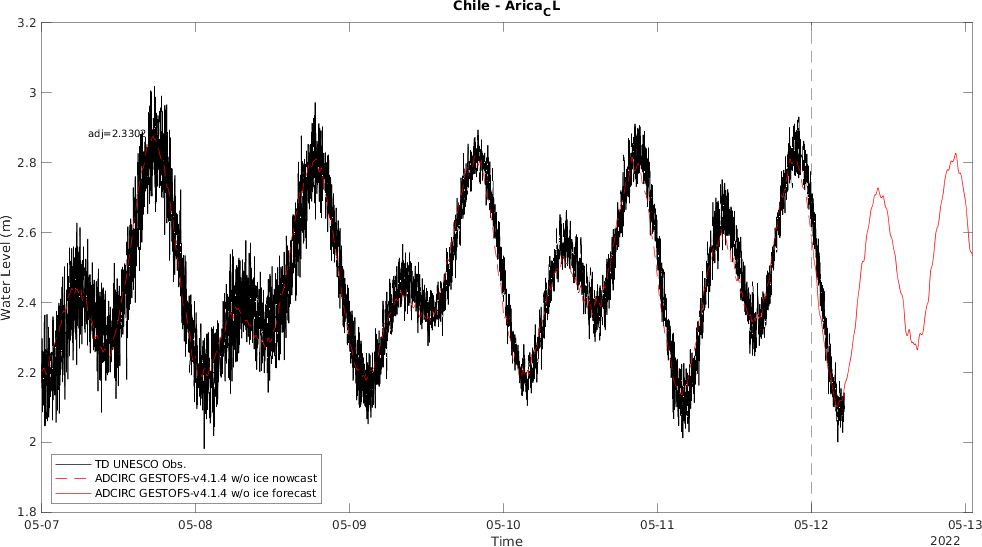 Chile - Arica_CL
3.2
3
2.8
2.6
2.4
2.2
2
1.8
Water Level (m)
adj=2.3302
TD UNESCO Obs.
ADCIRC GESTOFS-v4.1.4 w/o ice nowcast
ADCIRC GESTOFS-v4.1.4 w/o ice forecast
05-07 05-08 05-09 05-10 05-11 05-12 05-13
Time
2022